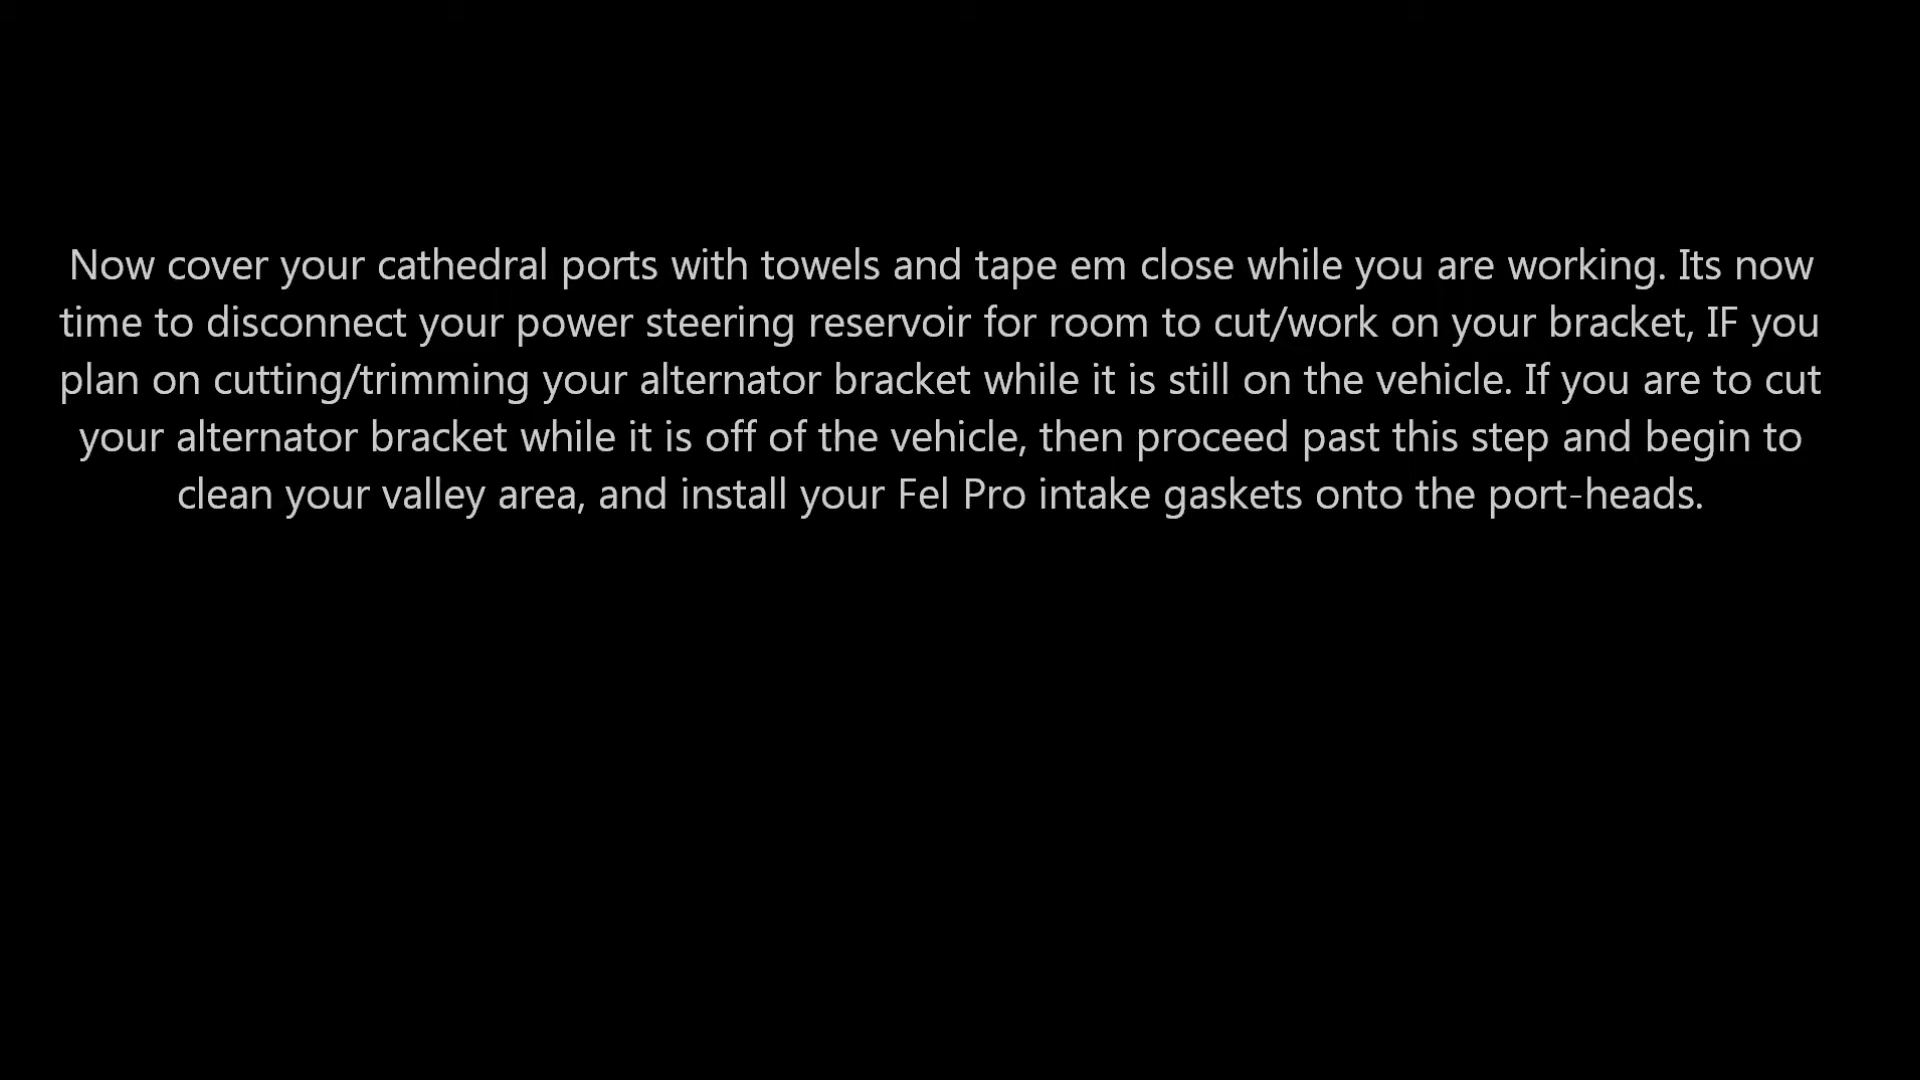 Now cover your cathedral ports with towels and tape em close while you are working. Its now
time to disconnect your power steering reservoir for room to cut/work on your bracket, IF you
plan on cutting/trimming your alternator bracket while it is still on the vehicle. If you are to cut
your alternator bracket while it is off of the vehicle, then proceed past this step and begin to
clean your valley area, and install your Fel Pro intake gaskets onto the port-heads.